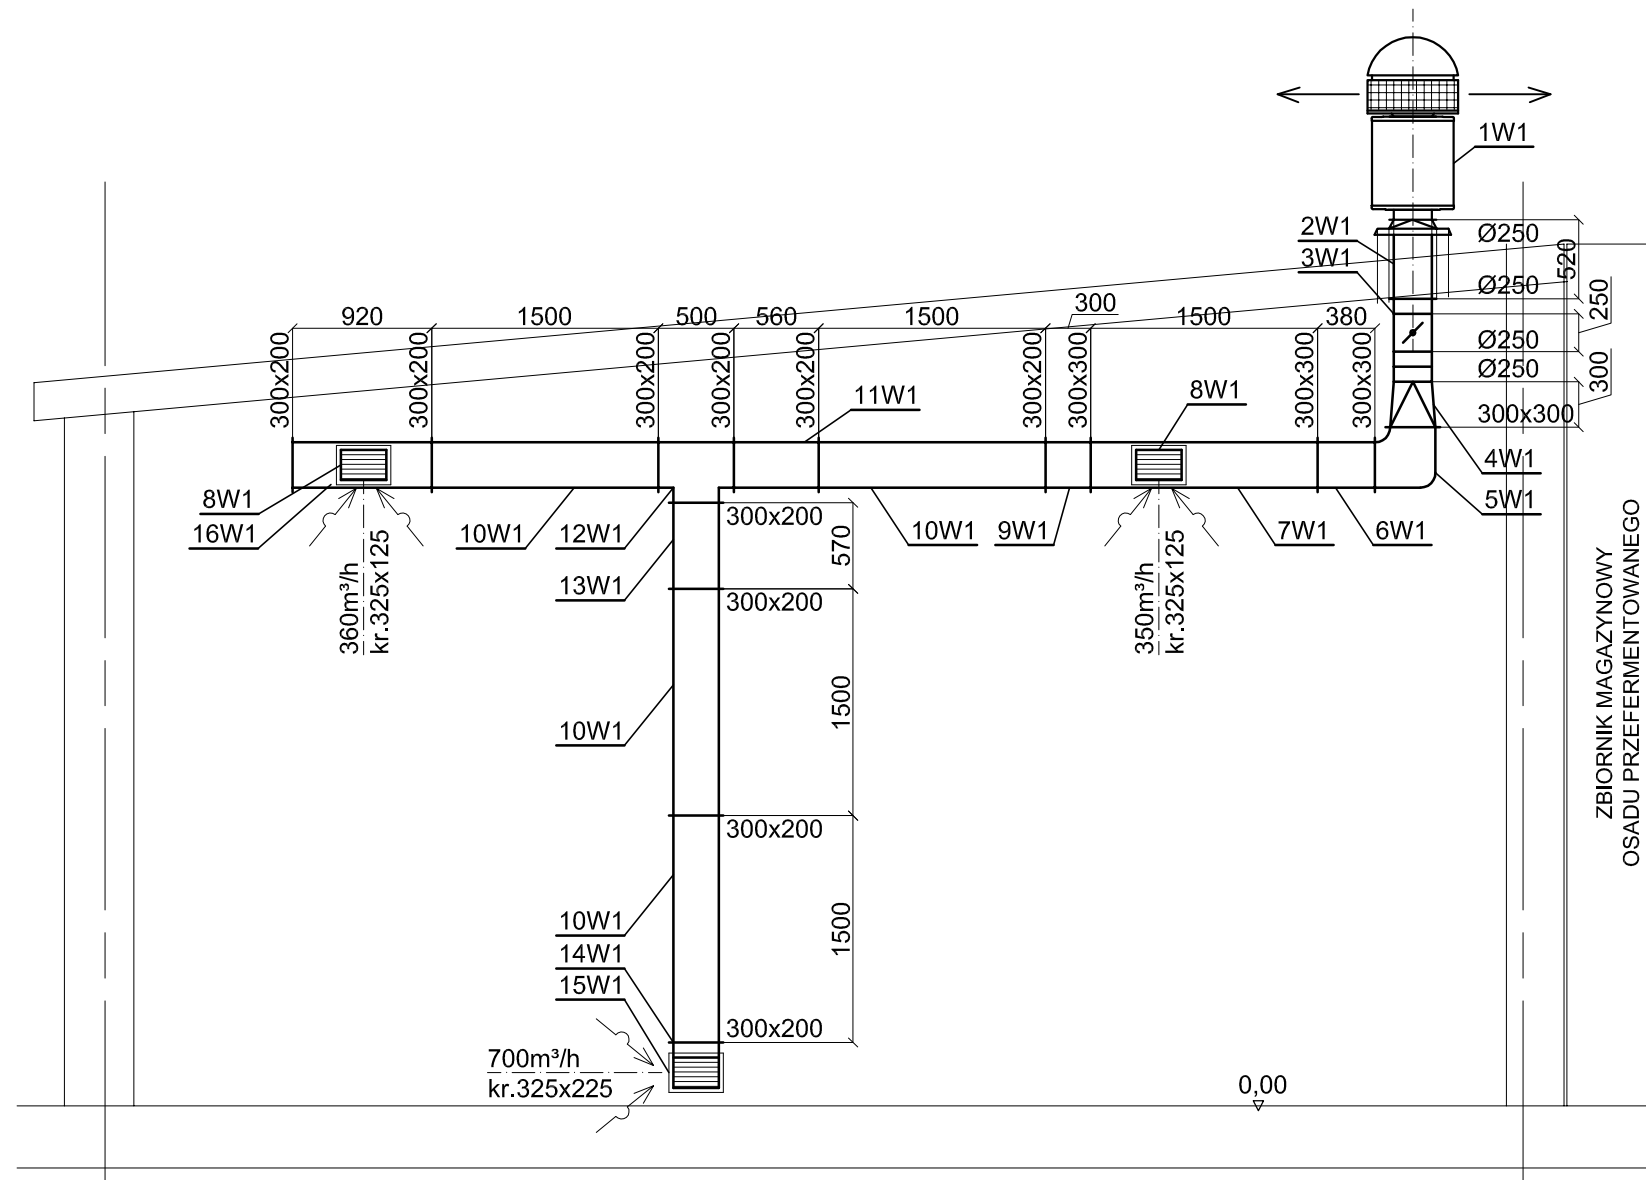 1W1
2W1
Ø250
3W1
520
Ø250
250
920
1500
500
560
1500
300
1500
380
Ø250
Ø250
300
300x200
300x200
300x200
300x200
300x200
300x200
300x300
300x300
300x300
300x300
11W1
8W1
4W1
8W1
16W1
10W1
12W1
300x200
10W1
9W1
7W1
6W1
5W1
570
13W1
300x200
360m³/h
kr.325x125
350m³/h
kr.325x125
ZBIORNIK MAGAZYNOWY
OSADU PRZEFERMENTOWANEGO
10W1
1500
300x200
10W1
1500
14W1
15W1
300x200
700m³/h
kr.325x225
0,00